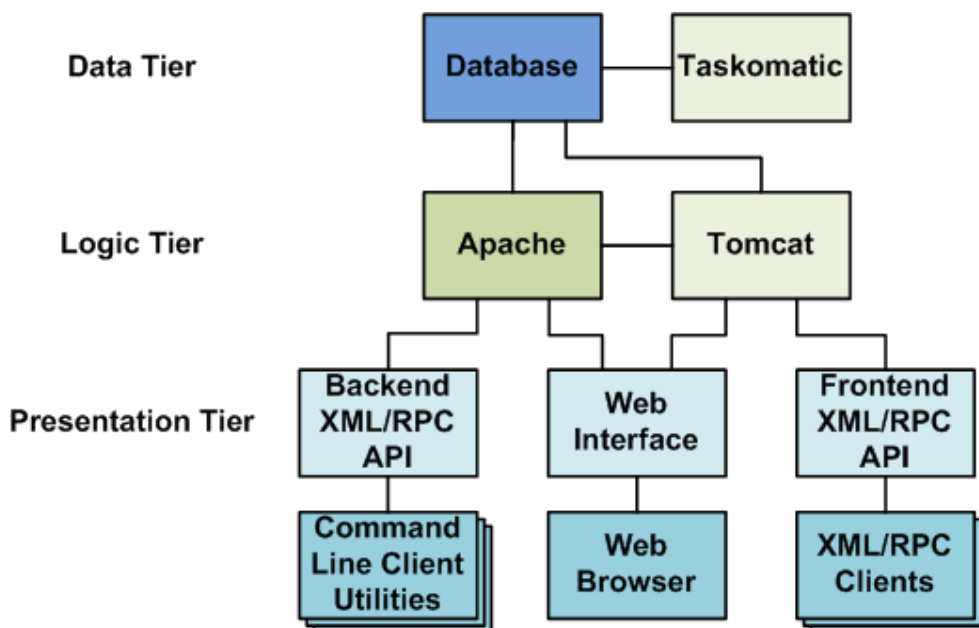 Data Tier
Database
Taskomatic
Logic Tier
Apache
Tomcat
Presentation Tier
Backend
XML/RPC
API
Web
Interface
Frontend
XML/RPC
API
Command
Line Client
Utilities
Web
Browser
XML/RPC
Clients